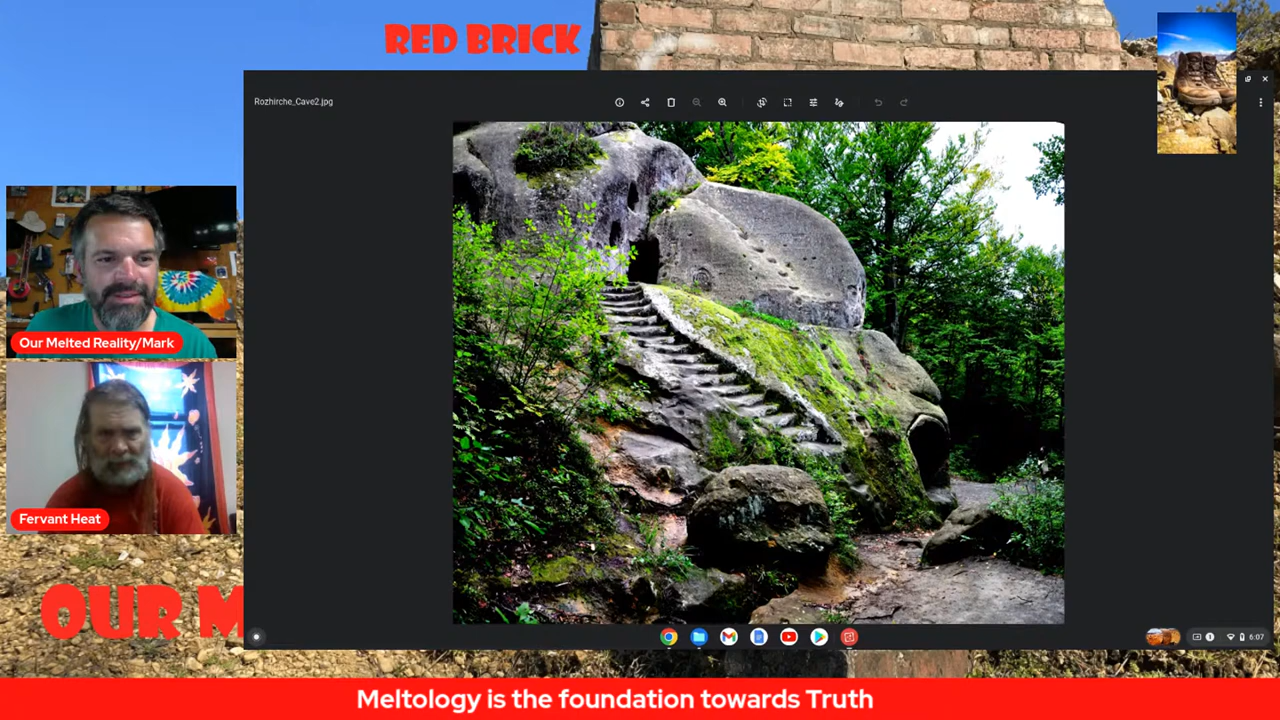 RED BRICK
Rozhirche_Cave2.jpg
Our Melted Reality/Mark
Fervant Heat
OUR M
6:07
Meltology is the foundation towards Truth